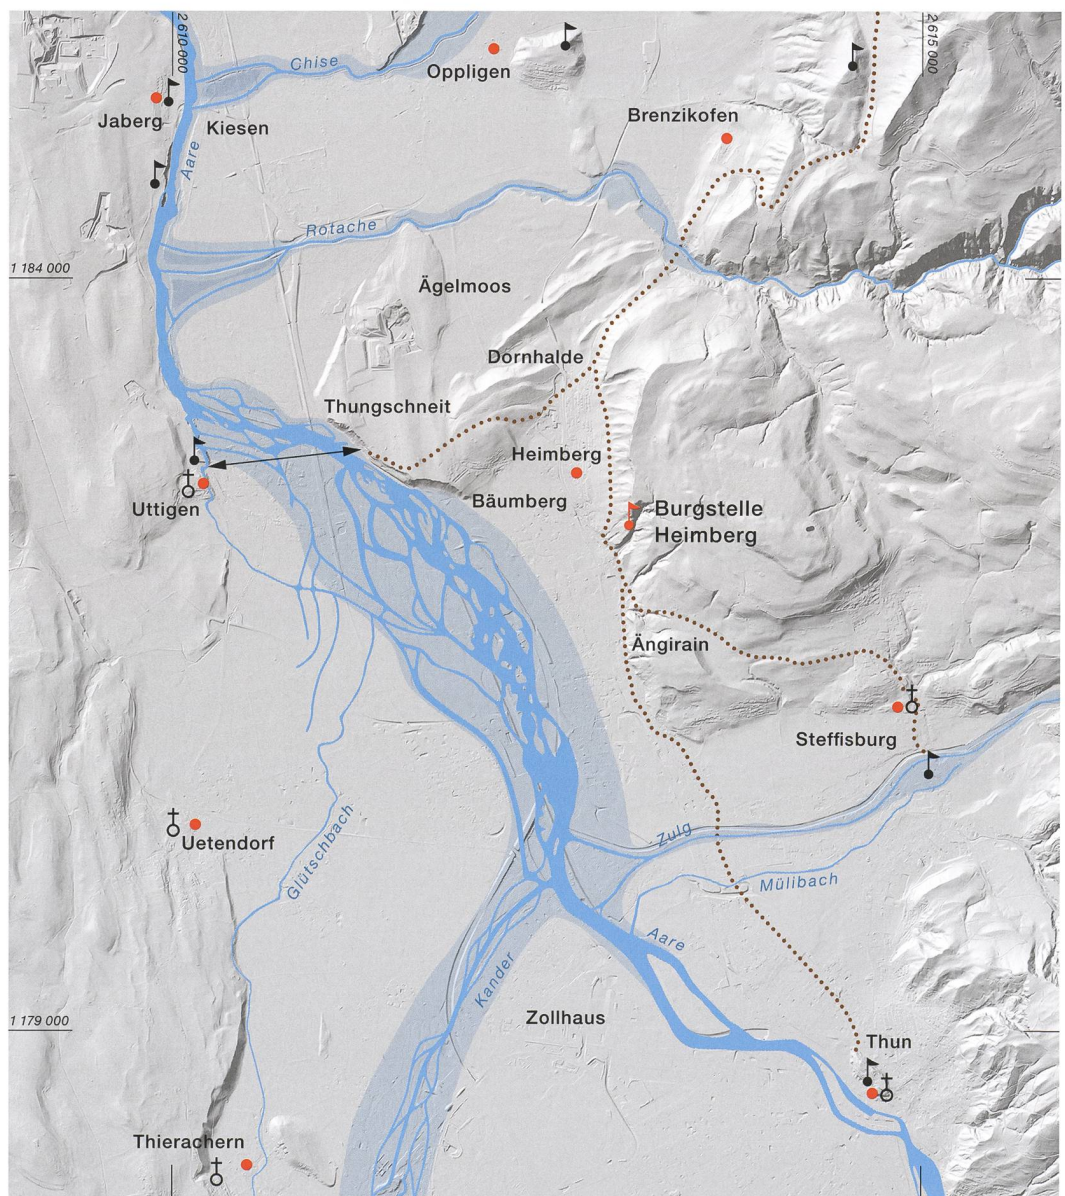 2 610 000
2 615 000
Chise
Oppligen
Jaberg
Kiesen
Brenzikofen
Aare
Rotache
1 184 000
Ägelmoos
Dornhalde
Thungschneit
Heimberg
Uttigen
Bäumberg
Burgstelle
Heimberg
Ängirain
Steffisburg
Zulg
Uetendorf
Glütschbach
Mülibach
Aare
Kander
1 179 000
Zollhaus
Thun
Thierachern